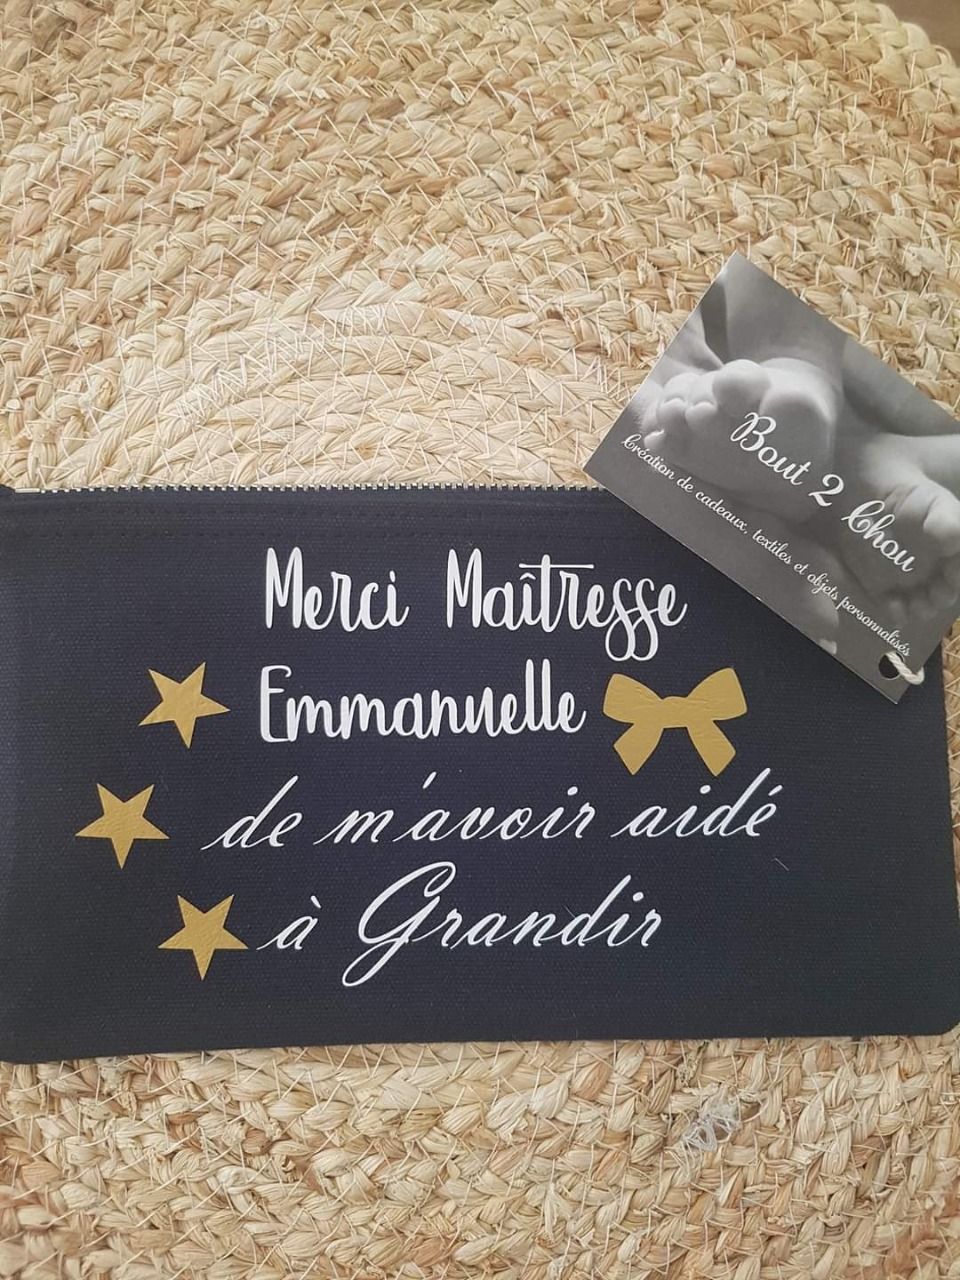 Bout 2 Chou
Création de cadeaux, textiles et objets personnalisés
Merci Maîtresse
Emmanuelle
de m'avoir aidé
à Grandir